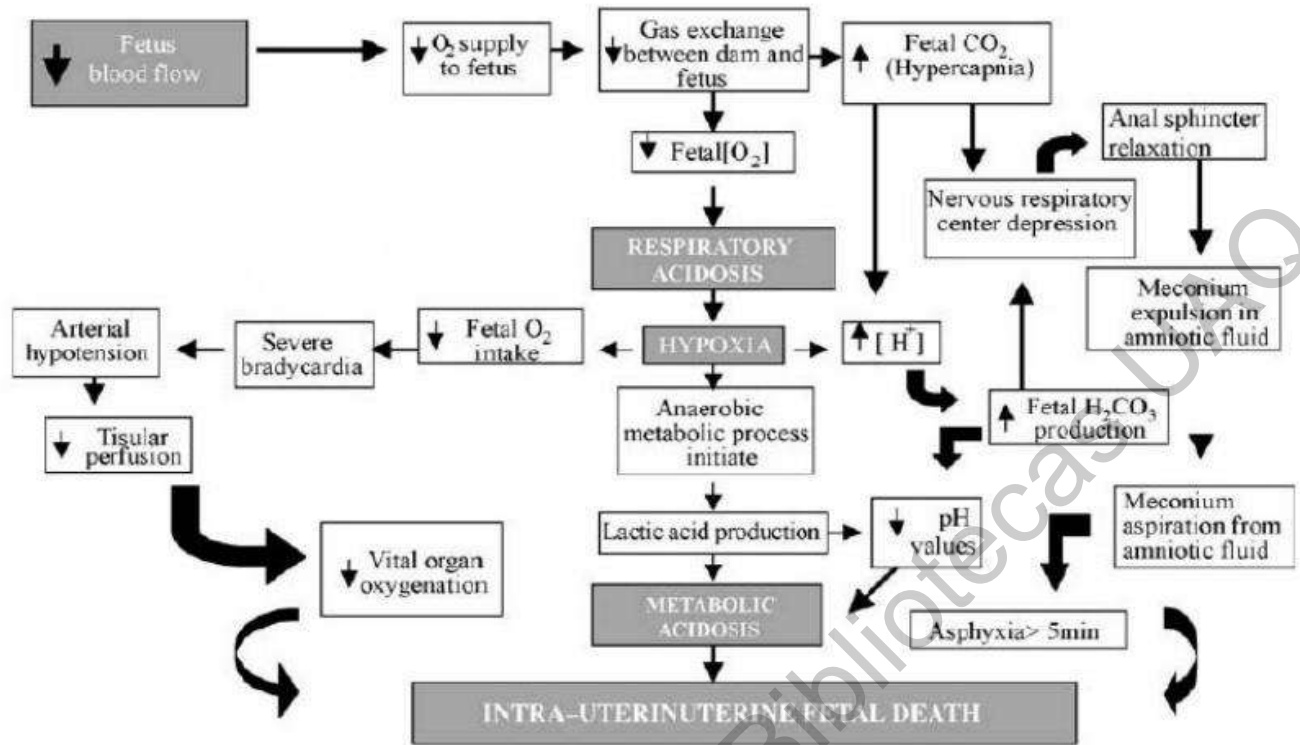 ↓ Fetus
blood flow
↓ O₂ supply
to fetus
↓ Gas exchange
between dam and
fetus
↑ Fetal CO₂
(Hypercapnia)
↓ Fetal[O₂]
Anal sphincter
relaxation
Nervous respiratory
center depression
RESPIRATORY
ACIDOSIS
Meconium
expulsion in
amniotic fluid
Arterial
hypotension
Severe
bradycardia
↓ Fetal O₂
intake
HYPOXIA
↑ [ H⁺]
↓ Tisular
perfusion
Anaerobic
metabolic process
initiate
↑ Fetal H₂CO₃
production
Lactic acid production
↓ pH
values
Meconium
aspiration from
amniotic fluid
↓ Vital organ
oxygenation
METABOLIC
ACIDOSIS
Asphyxia> 5min
INTRA–UTERINUTERINE FETAL DEATH
Bibliotecas UAQ